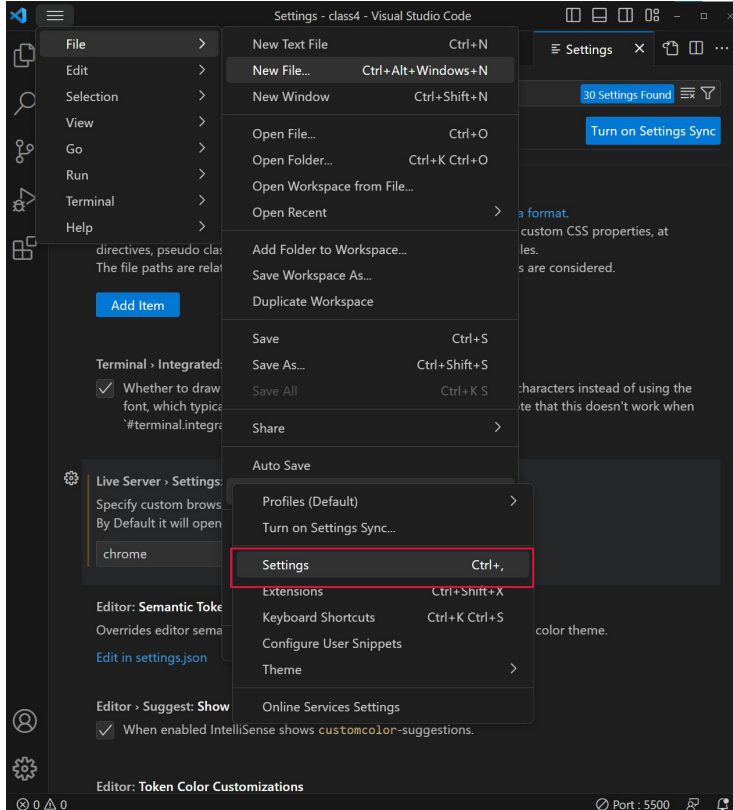 Settings - class4 - Visual Studio Code
File
Edit
Selection
View
Go
Run
Terminal
Help
New Text File Ctrl+N
New File... Ctrl+Alt+Windows+N
New Window Ctrl+Shift+N
Open File... Ctrl+O
Open Folder... Ctrl+K Ctrl+O
Open Workspace from File...
Open Recent
Add Folder to Workspace...
Save Workspace As...
Duplicate Workspace
Save Ctrl+S
Save As... Ctrl+Shift+S
Save All Ctrl+K S
Share
Auto Save
Profiles (Default)
Turn on Settings Sync...
Settings Ctrl+,
Extensions Ctrl+Shift+X
Keyboard Shortcuts Ctrl+K Ctrl+S
Configure User Snippets
Theme
Online Services Settings
Settings
30 Settings Found
Turn on Settings Sync
a format.
custom CSS properties, at
directives, pseudo clas les.
The file paths are relat s are considered.
Add Item
Terminal › Integrated:
Whether to draw characters instead of using the
font, which typica te that this doesn't work when
`#terminal.integra
Live Server › Settings:
Specify custom brows
By Default it will open
chrome
Editor: Semantic Toke
Overrides editor sema color theme.
Edit in settings.json
Editor › Suggest: Show
When enabled IntelliSense shows customcolor-suggestions.
Editor: Token Color Customizations
0 0
Port : 5500